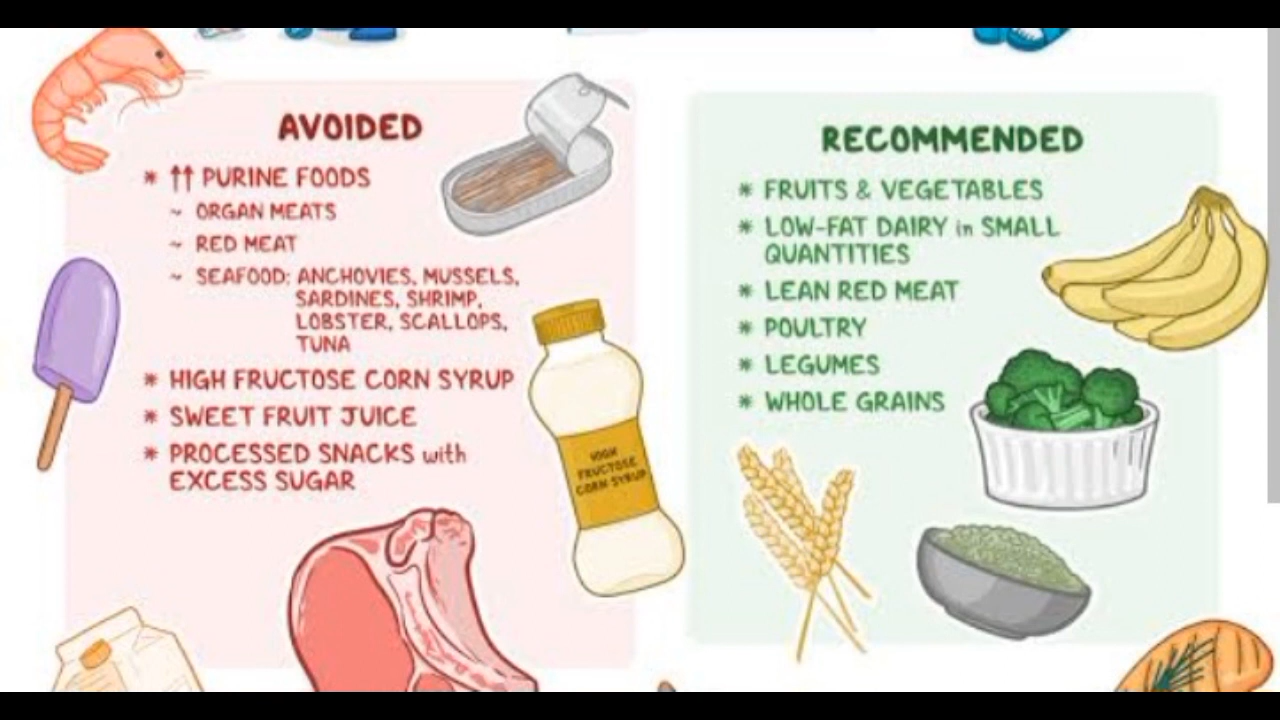 AVOIDED
* ↑↑ PURINE FOODS
~ ORGAN MEATS
~ RED MEAT
~ SEAFOOD: ANCHOVIES, MUSSELS,
SARDINES, SHRIMP,
LOBSTER, SCALLOPS,
TUNA
* HIGH FRUCTOSE CORN SYRUP
* SWEET FRUIT JUICE
* PROCESSED SNACKS with
EXCESS SUGAR
HIGH
FRUCTOSE
CORN SYRUP
RECOMMENDED
* FRUITS & VEGETABLES
* LOW-FAT DAIRY in SMALL
QUANTITIES
* LEAN RED MEAT
* POULTRY
* LEGUMES
* WHOLE GRAINS